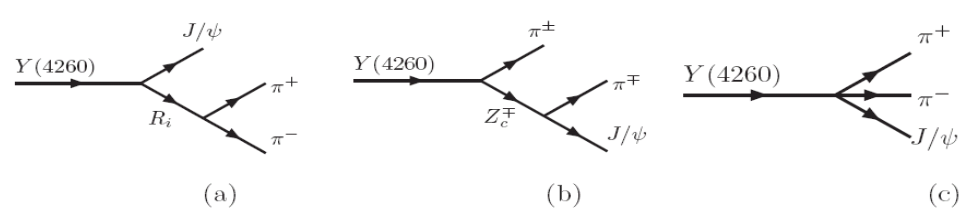 J/ψ
Y(4260)
π⁺
R_i
π⁻
(a)
π^±
Y(4260)
π^∓
Z_c^∓
J/ψ
(b)
π⁺
Y(4260)
π⁻
J/ψ
(c)